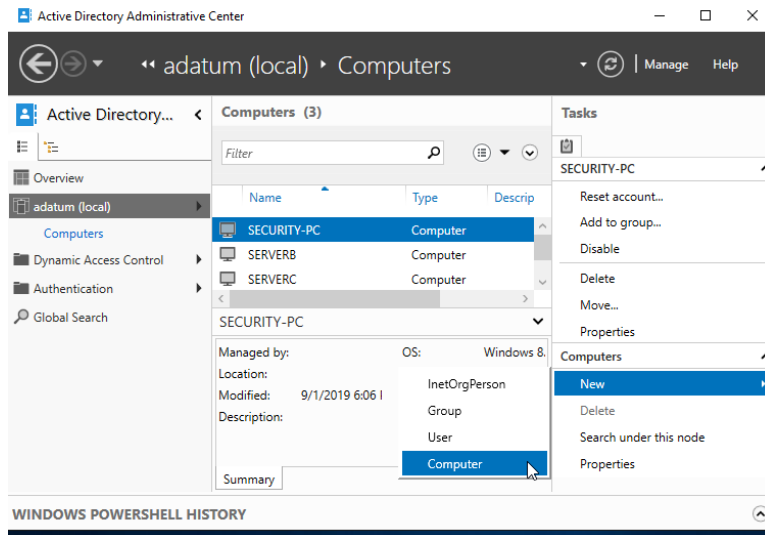 Active Directory Administrative Center
adatum (local) Computers
Manage Help
Active Directory...
Overview
adatum (local)
Computers
Dynamic Access Control
Authentication
Global Search
Computers (3)
Filter
Name Type Descrip
SECURITY-PC Computer
SERVERB Computer
SERVERC Computer
SECURITY-PC
Managed by: OS: Windows 8.
Location:
Modified: 9/1/2019 6:06
Description:
Summary
InetOrgPerson
Group
User
Computer
Tasks
SECURITY-PC
Reset account...
Add to group...
Disable
Delete
Move...
Properties
Computers
New
Delete
Search under this node
Properties
WINDOWS POWERSHELL HISTORY